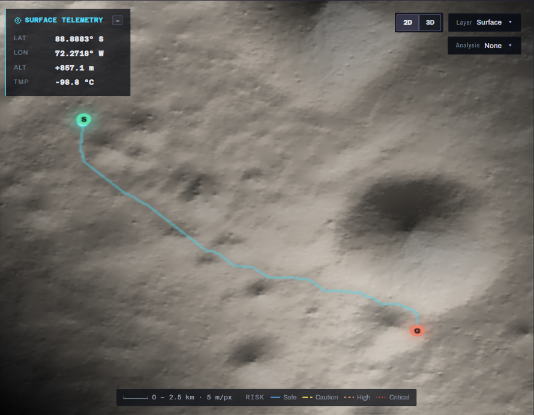 SURFACE TELEMETRY –
LAT 88.8883° S
LON 72.2718° W
ALT +857.1 m
TMP -98.8 °C
2D 3D
Layer Surface
Analysis None
S
G
0 – 2.5 km · 5 m/px RISK Safe Caution High Critical